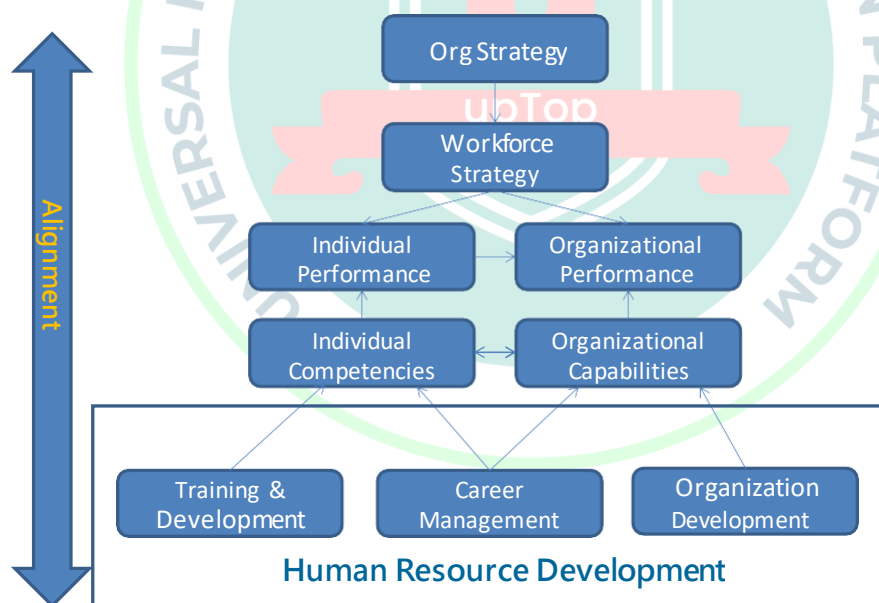 Org Strategy
upTop
Workforce
Strategy
Individual
Performance
Organizational
Performance
Individual
Competencies
Organizational
Capabilities
Training &
Development
Career
Management
Organization
Development
Human Resource Development
Alignment
PLATFORM